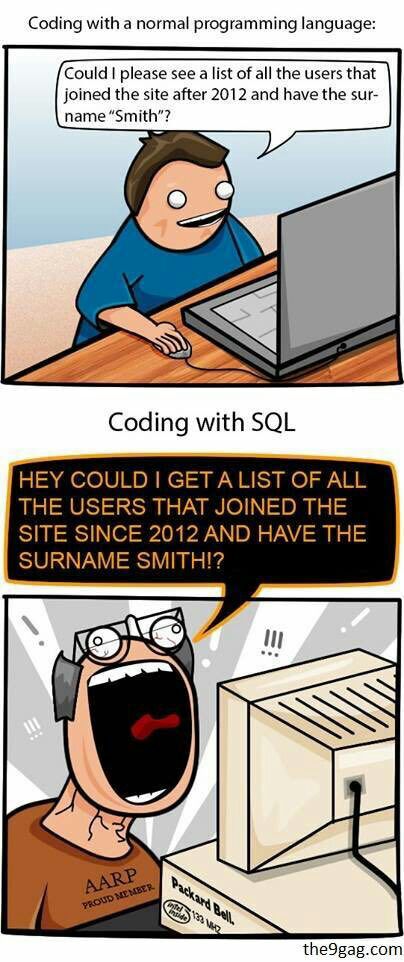 Coding with a normal programming language:
Could I please see a list of all the users that
joined the site after 2012 and have the sur-
name “Smith”?
Coding with SQL
HEY COULD I GET A LIST OF ALL
THE USERS THAT JOINED THE
SITE SINCE 2012 AND HAVE THE
SURNAME SMITH!?
!
!!!
!!!
AARP
PROUD MEMBER
Packard Bell.
intel
inside
133 MHZ
the9gag.com